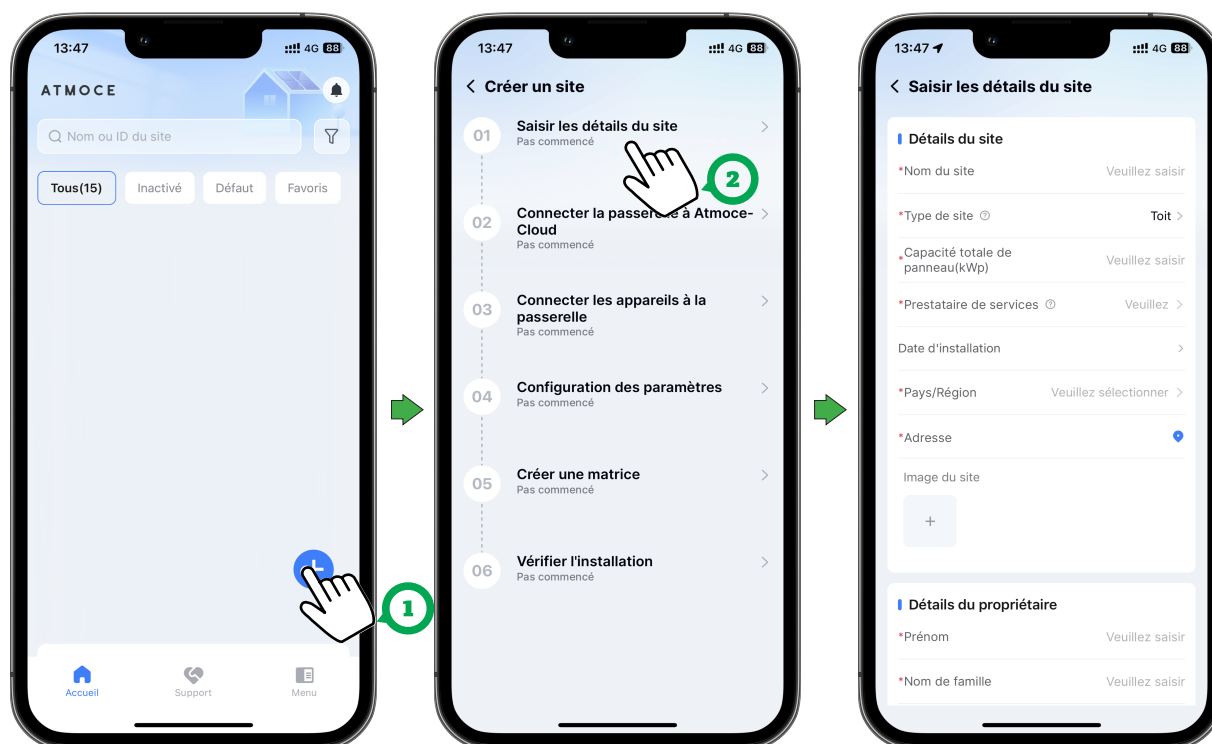 13:47
4G 88
ATMOCE
Nom ou ID du site
Tous(15)
Inactivé
Défaut
Favoris
1
Accueil
Support
Menu
13:47
4G 88
Créer un site
01
Saisir les détails du site
Pas commencé
2
02
Connecter la passerelle à Atmoce-
Cloud
Pas commencé
03
Connecter les appareils à la
passerelle
Pas commencé
04
Configuration des paramètres
Pas commencé
05
Créer une matrice
Pas commencé
06
Vérifier l'installation
Pas commencé
13:47
4G 88
Saisir les détails du site
Détails du site
*Nom du site
Veuillez saisir
*Type de site
Toit
*Capacité totale de
panneau(kWp)
Veuillez saisir
*Prestataire de services
Veuillez
Date d'installation
*Pays/Région
Veuillez sélectionner
*Adresse
Image du site
Détails du propriétaire
*Prénom
Veuillez saisir
*Nom de famille
Veuillez saisir